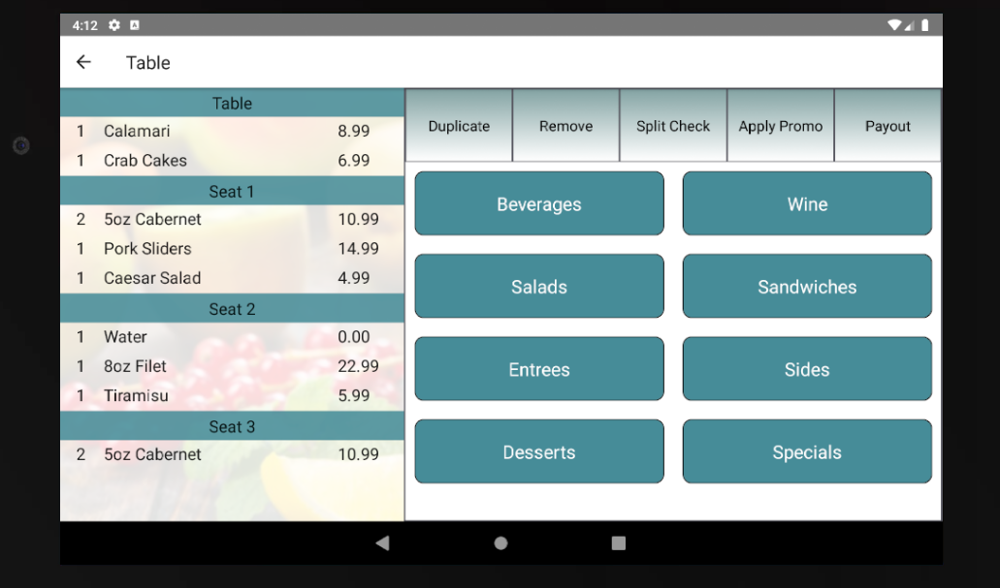 4:12 A
Table
Table
1 Calamari 8.99
1 Crab Cakes 6.99
Seat 1
2 5oz Cabernet 10.99
1 Pork Sliders 14.99
1 Caesar Salad 4.99
Seat 2
1 Water 0.00
1 8oz Filet 22.99
1 Tiramisu 5.99
Seat 3
2 5oz Cabernet 10.99
Duplicate Remove Split Check Apply Promo Payout
Beverages Wine
Salads Sandwiches
Entrees Sides
Desserts Specials